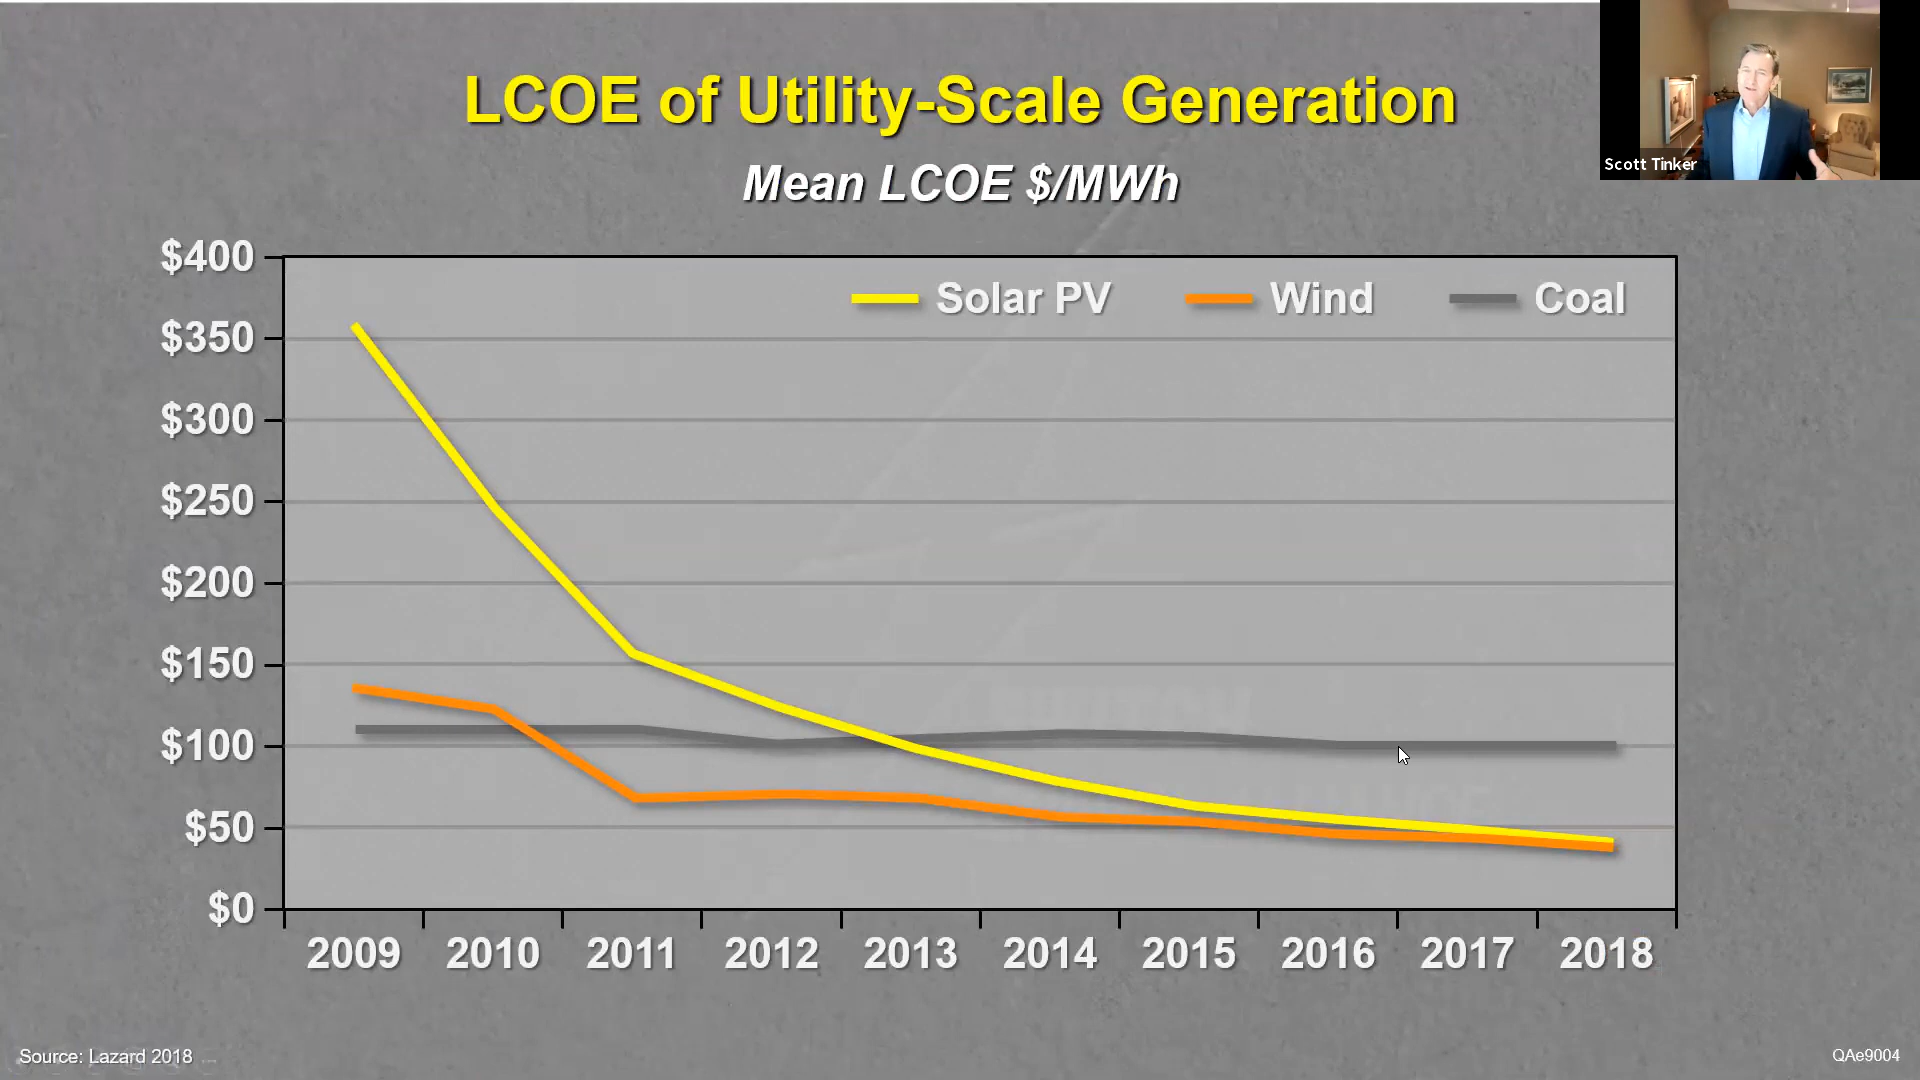 LCOE of Utility-Scale Generation
Mean LCOE $/MWh
Scott Tinker
Solar PV
Wind
Coal
$400
$350
$300
$250
$200
$150
$100
$50
$0
2009 2010 2011 2012 2013 2014 2015 2016 2017 2018
Source: Lazard 2018
QAe9004